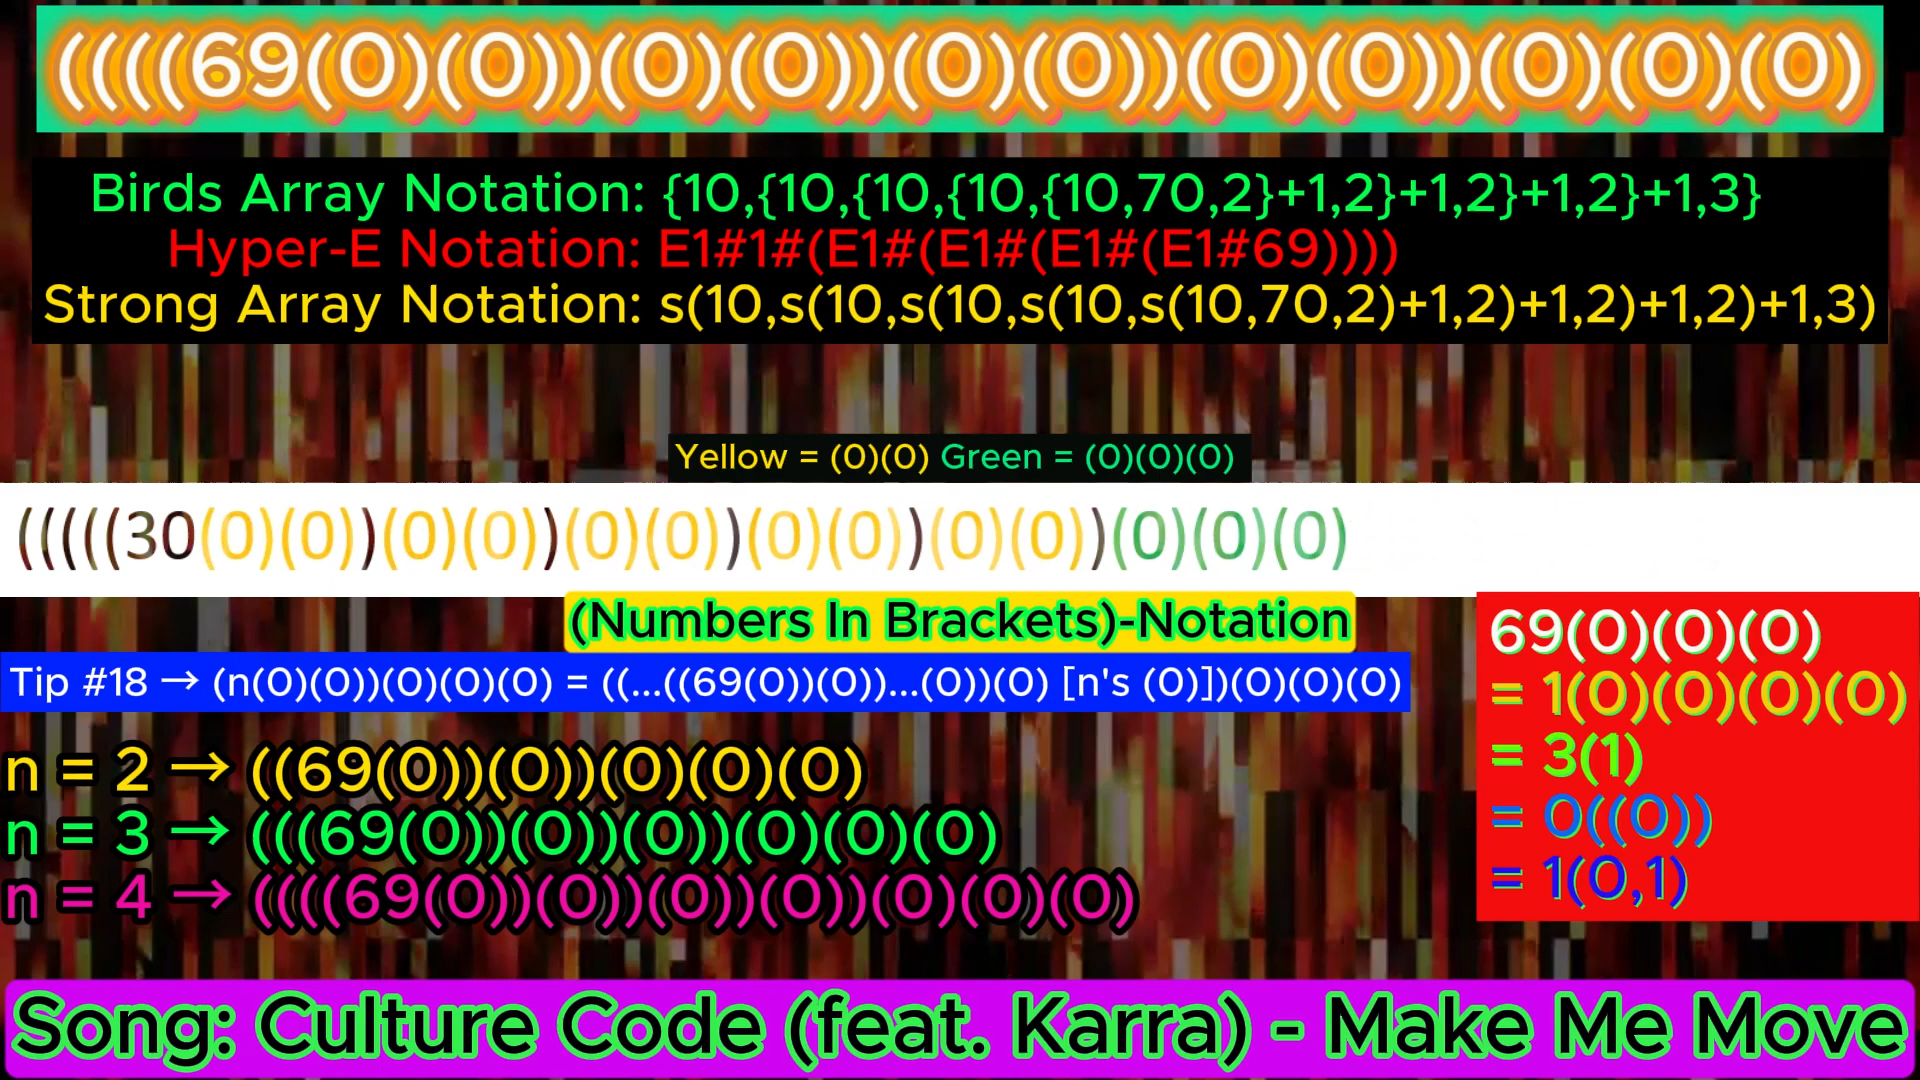 ((((69(0)(0))(0)(0))(0)(0))(0)(0))(0)(0)(0)
Birds Array Notation: {10,{10,{10,{10,{10,70,2}+1,2}+1,2}+1,2}+1,3}
Hyper-E Notation: E1#1#(E1#(E1#(E1#(E1#69))))
Strong Array Notation: s(10,s(10,s(10,s(10,s(10,70,2)+1,2)+1,2)+1,2)+1,3)
Yellow = (0)(0) Green = (0)(0)(0)
(((((30(0)(0))(0)(0))(0)(0))(0)(0))(0)(0))(0)(0)(0)
(Numbers In Brackets)-Notation
Tip #18 → (n(0)(0))(0)(0)(0) = ((...((69(0))(0))...(0))(0) [n's (0)])(0)(0)(0)
n = 2 → ((69(0))(0))(0)(0)(0)
n = 3 → (((69(0))(0))(0))(0)(0)(0)
n = 4 → ((((69(0))(0))(0))(0))(0)(0)(0)
69(0)(0)(0)
= 1(0)(0)(0)(0)
= 3(1)
= 0((0))
= 1(0,1)
Song: Culture Code (feat. Karra) - Make Me Move